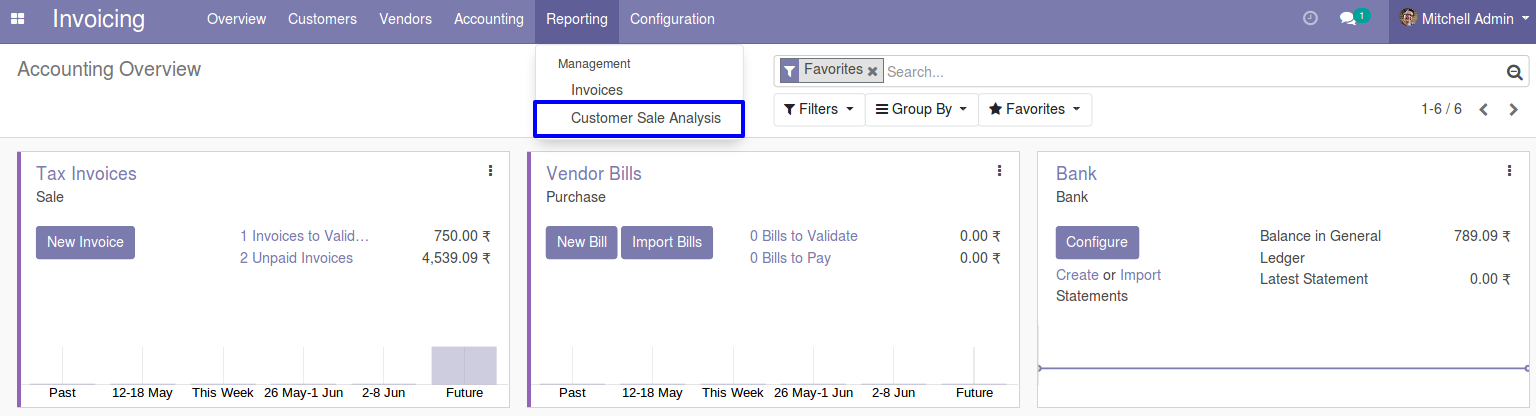 Invoicing Overview Customers Vendors Accounting Reporting Configuration 1 Mitchell Admin
Accounting Overview
Management
Invoices
Customer Sale Analysis
Favorites Search...
Filters Group By Favorites 1-6 / 6
Tax Invoices
Sale
New Invoice
1 Invoices to Valid… 750.00 ₹
2 Unpaid Invoices 4,539.09 ₹
Past 12-18 May This Week 26 May-1 Jun 2-8 Jun Future
Vendor Bills
Purchase
New Bill Import Bills
0 Bills to Validate 0.00 ₹
0 Bills to Pay 0.00 ₹
Past 12-18 May This Week 26 May-1 Jun 2-8 Jun Future
Bank
Bank
Configure
Create or Import
Statements
Balance in General 789.09 ₹
Ledger
Latest Statement 0.00 ₹